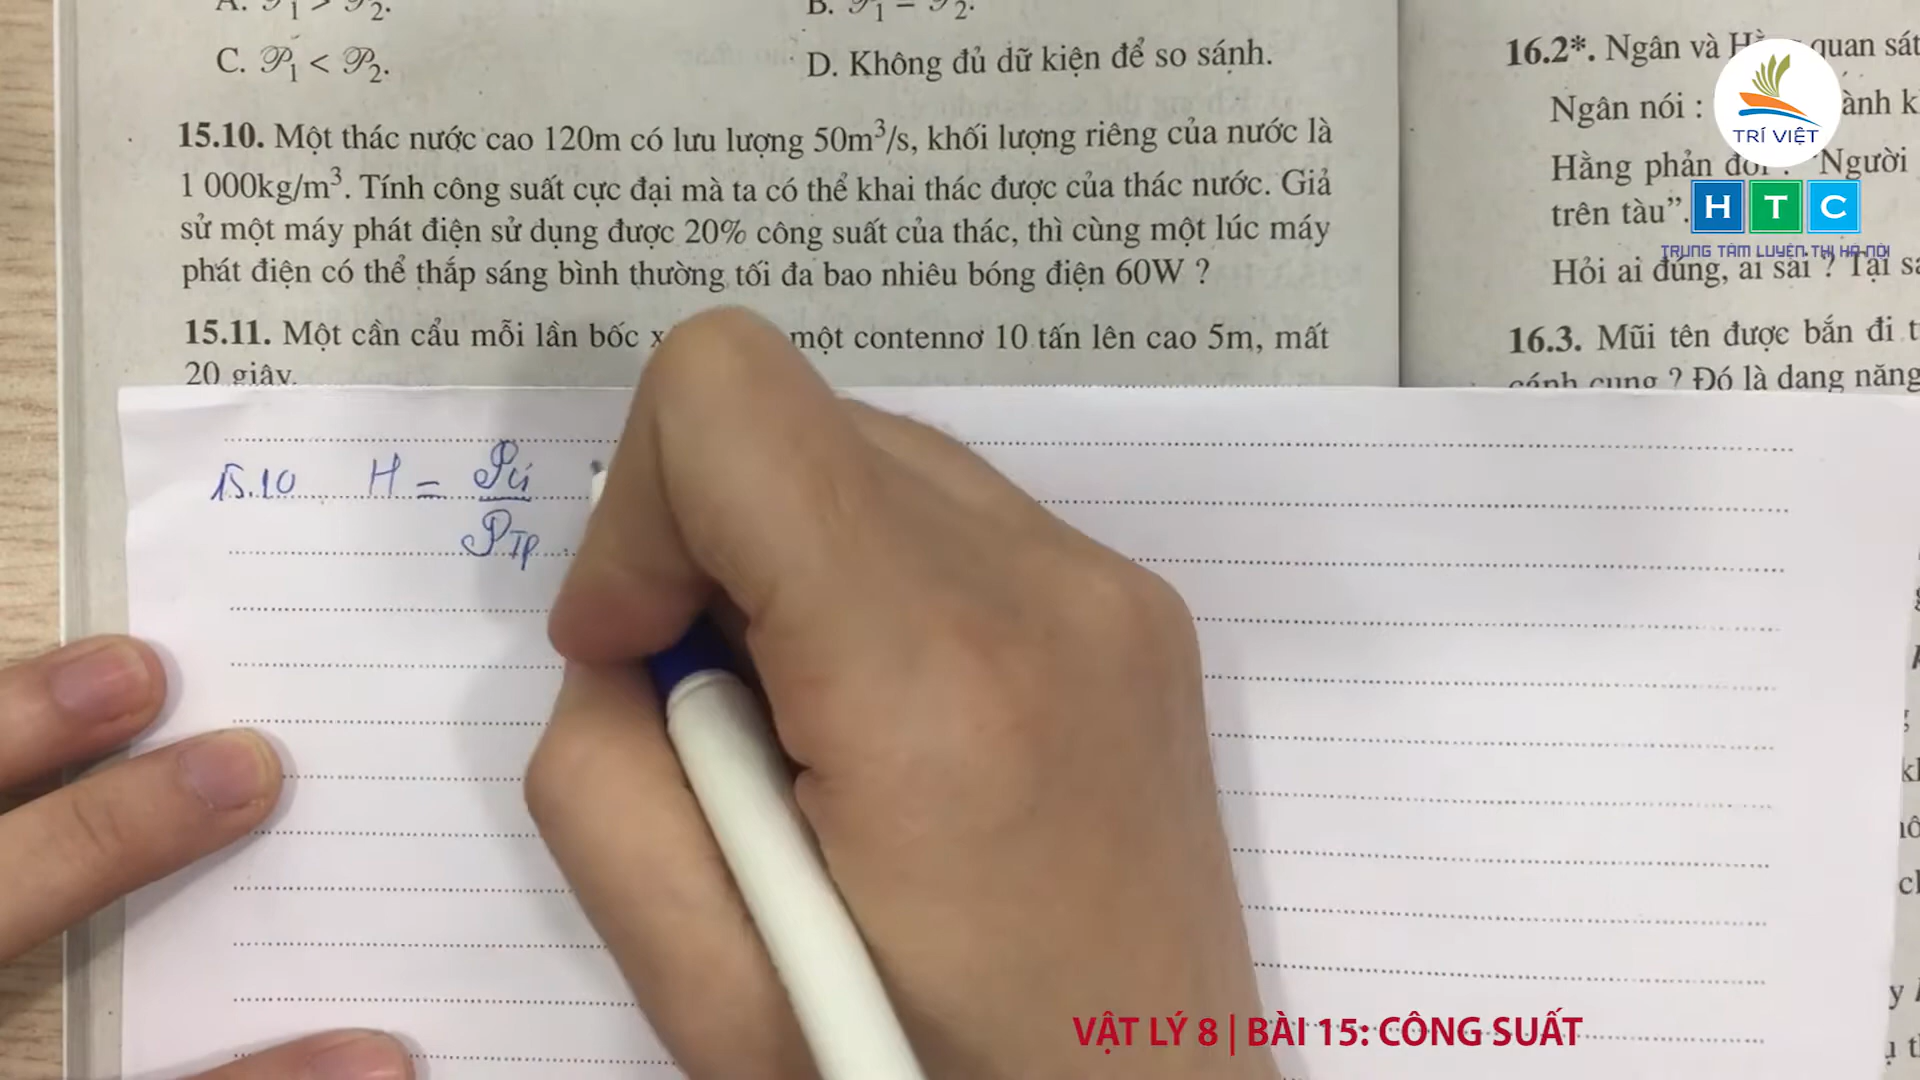 A. 𝒫1 > 𝒫2.
B. 𝒫1 = 𝒫2.
C. 𝒫1 < 𝒫2.
D. Không đủ dữ kiện để so sánh.
15.10. Một thác nước cao 120m có lưu lượng 50m³/s, khối lượng riêng của nước là
1 000kg/m³. Tính công suất cực đại mà ta có thể khai thác được của thác nước. Giả
sử một máy phát điện sử dụng được 20% công suất của thác, thì cùng một lúc máy
phát điện có thể thắp sáng bình thường tối đa bao nhiêu bóng điện 60W ?
15.11. Một cần cẩu mỗi lần bốc một contennơ 10 tấn lên cao 5m, mất
20 giây.
16.2*. Ngân và quan sát
Ngân nói :
Hằng phản đối : "Người
trên tàu".
Hỏi ai đúng, ai sai ? Tại
16.3. Mũi tên được bắn đi
cánh cung ? Đó là dạng năng
TRÍ VIỆT
H T C
TRUNG TÂM LUYỆN THI HÀ NỘI
15.10 H = 𝒫ci
𝒫TP
VẬT LÝ 8 | BÀI 15: CÔNG SUẤT